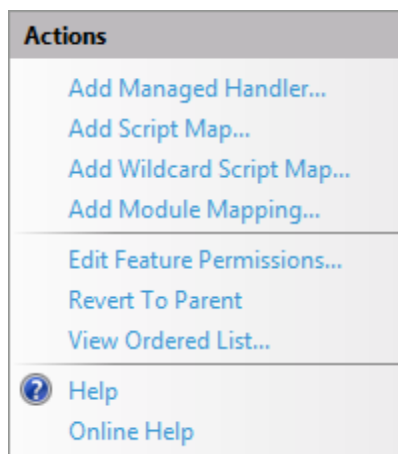 Actions
Add Managed Handler...
Add Script Map...
Add Wildcard Script Map...
Add Module Mapping...
Edit Feature Permissions...
Revert To Parent
View Ordered List...
Help
Online Help